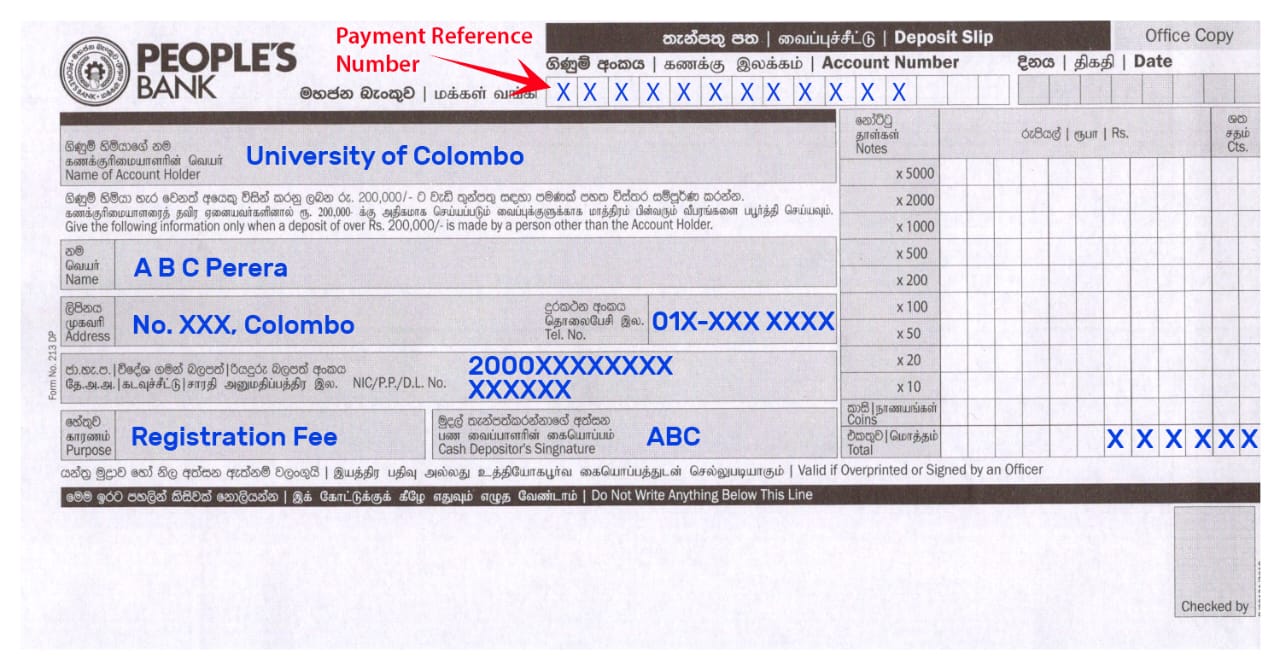 Payment Reference
Number
PEOPLE'S
BANK
මහජන බැංකුව | மக்கள் வங்கி
තැන්පතු පත | வைப்புச்சீட்டு | Deposit Slip
Office Copy
ගිණුම් අංකය | கணக்கு இலக்கம் | Account Number
දිනය | திகதி | Date
X X X X X X X X X X X X
ගිණුම් හිමියාගේ නම
கணக்குரிமையாளரின் பெயர்
Name of Account Holder
University of Colombo
ගිණුම් හිමියා හැර වෙනත් අයෙකු විසින් කරනු ලබන රු. 200,000/- ට වැඩි තැන්පතු සඳහා පමණක් පහත විස්තර සම්පූර්ණ කරන්න.
கணக்குரிமையாளரைத் தவிர ஏனையவர்களினால் ரூ. 200,000- க்கு அதிகமாக செய்யப்படும் வைப்புக்குளுக்காக மாத்திரம் பின்வரும் விபரங்களை பூர்த்தி செய்யவும்.
Give the following information only when a deposit of over Rs. 200,000/- is made by a person other than the Account Holder.
නම
பெயர்
Name
A B C Perera
ලිපිනය
முகவரி
Address
No. XXX, Colombo
දුරකථන අංකය
தொலைபேசி இல.
Tel. No.
01X-XXX XXXX
ජා.හැ.ප.|විදේශ ගමන් බලපත්|රියදුරු බලපත් අංකය
தே.அ.அ.|கடவுச்சீட்டு|சாரதி அனுமதிப்பத்திர இல. NIC/P.P./D.L. No.
2000XXXXXXXX
XXXXXX
හේතුව
காரணம்
Purpose
Registration Fee
මුදල් තැන්පත්කරන්නාගේ අත්සන
பண வைப்பாளரின் கையொப்பம்
Cash Depositor's Singnature
ABC
නෝට්ටු
தாள்கள்
Notes
රුපියල් | ரூபா | Rs.
ශත
சதம்
Cts.
x 5000
x 2000
x 1000
x 500
x 200
x 100
x 50
x 20
x 10
කාසි|நாணயங்கள்
Coins
එකතුව|மொத்தம்
Total
X X X X X X
යන්ත්‍ර මුද්‍රාව හෝ නිල අත්සන ඇත්නම් වලංගුයි | இயந்திர பதிவு அல்லது உத்தியோகபூர்வ கையொப்பத்துடன் செல்லுபடியாகும் | Valid if Overprinted or Signed by an Officer
මෙම ඉරට පහලින් කිසිවක් නොලියන්න | இக் கோட்டுக்குக் கீழே எதுவும் எழுத வேண்டாம் | Do Not Write Anything Below This Line
Form No. 213 DP
Checked by